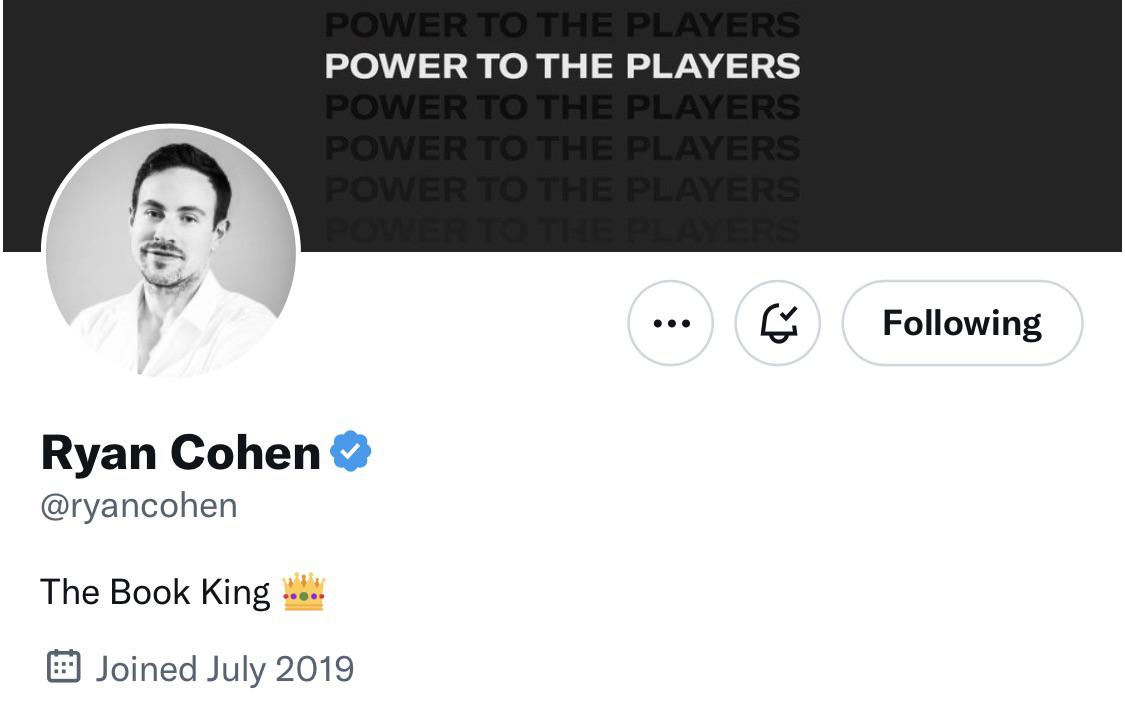 POWER TO THE PLAYERS
POWER TO THE PLAYERS
POWER TO THE PLAYERS
POWER TO THE PLAYERS
POWER TO THE PLAYERS
POWER TO THE PLAYERS
Following
Ryan Cohen
@ryancohen
The Book King 👑
Joined July 2019